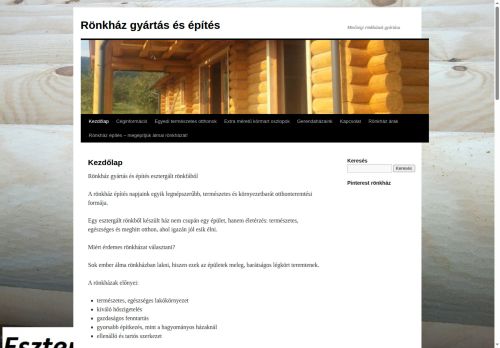 Rönkház gyártás és építés
Minőségi rönkházak gyártása
Kezdőlap Céginformáció Egyedi természetes otthonok Extra méretű körmart oszlopok Gerendaházaink Kapcsolat Rönkház árak
Rönkház építés – megépítjük álmai rönkházát!
Kezdőlap
Rönkház gyártás és építés esztergált rönkfából
A rönkház építés napjaink egyik legnépszerűbb, természetes és környezetbarát otthonteremtési
formája.
Egy esztergált rönkből készült ház nem csupán egy épület, hanem életérzés: természetes,
egészséges és meghitt otthon, ahol igazán jól esik élni.
Miért érdemes rönkházat választani?
Sok ember álma rönkházban lakni, hiszen ezek az épületek meleg, barátságos légkört teremtenek.
A rönkházak előnyei:
természetes, egészséges lakókörnyezet
kiváló hőszigetelés
gazdaságos fenntartás
gyorsabb építkezés, mint a hagyományos házaknál
ellenálló és tartós szerkezet
Keresés
Keresés
Pinterest rönkház
Eszter